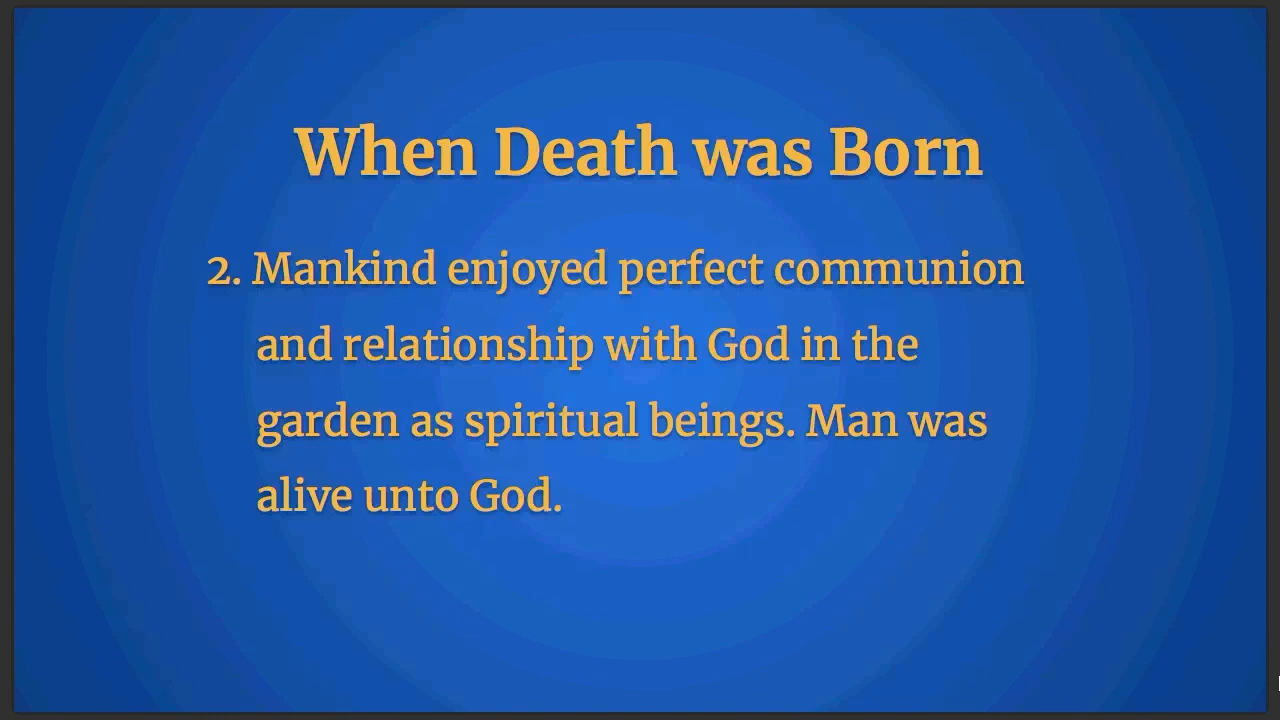 When Death was Born
2. Mankind enjoyed perfect communion
and relationship with God in the
garden as spiritual beings. Man was
alive unto God.